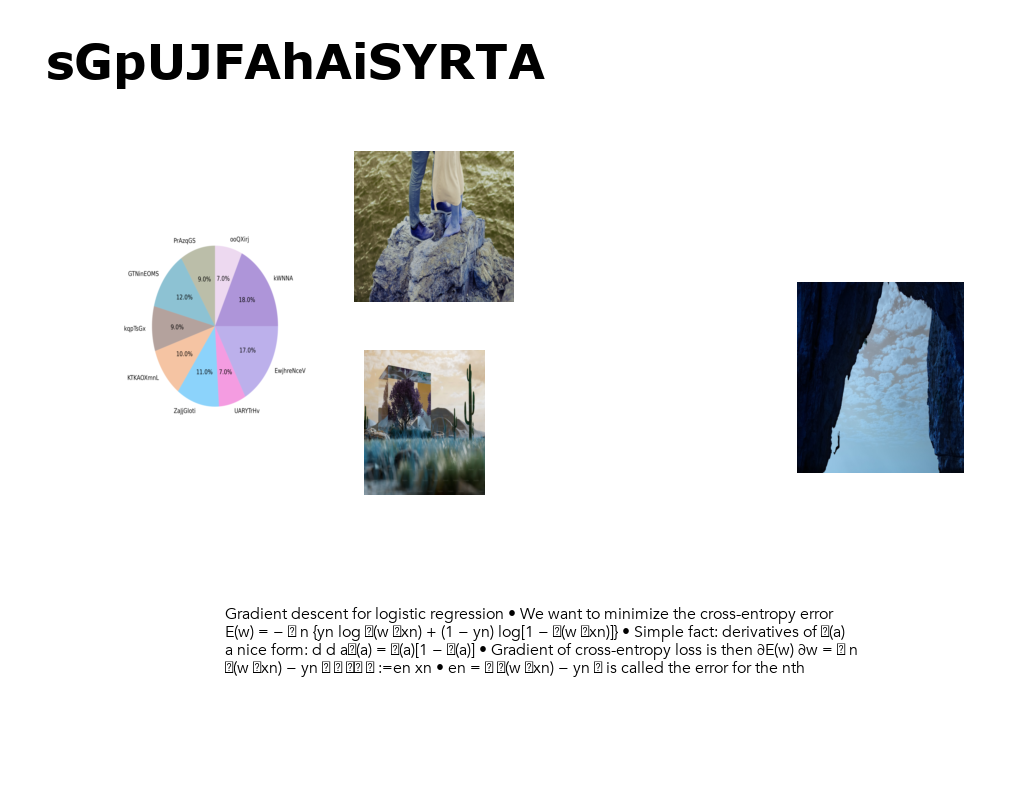 sGpUJFAhAiSYRTA
PrAzqGS
ooQXirj
GTNinEOMS
kWNNA
9.0%
7.0%
12.0%
18.0%
kqpTsGx
9.0%
17.0%
10.0%
11.0%
7.0%
KTKAOXmnL
EwjhreNceV
ZaJjGloti
UARYTrHv
Gradient descent for logistic regression • We want to minimize the cross-entropy error
E(w) = − n {yn log (w xn) + (1 − yn) log[1 − (w xn)]} • Simple fact: derivatives of (a)
a nice form: d d a(a) = (a)[1 − (a)] • Gradient of cross-entropy loss is then ∂E(w) ∂w = n
(w xn) − yn :=en xn • en = (w xn) − yn is called the error for the nth